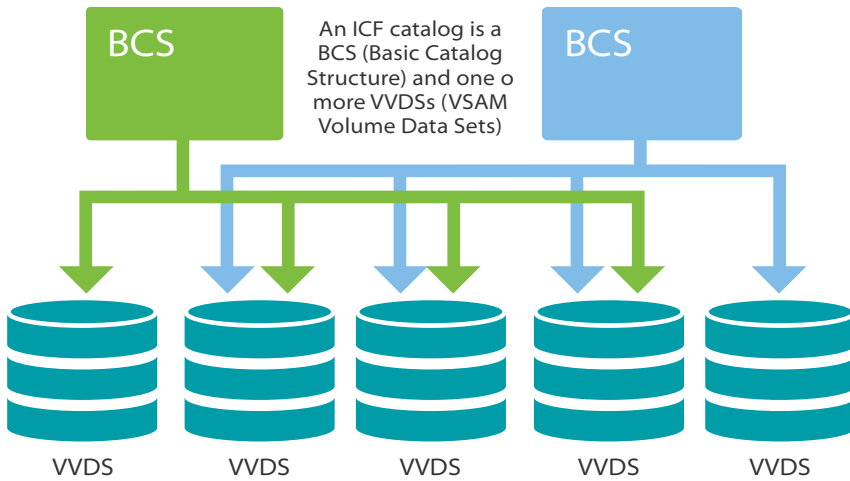 BCS
An ICF catalog is a
BCS (Basic Catalog
Structure) and one o
more VVDSs (VSAM
Volume Data Sets)
BCS
VVDS
VVDS
VVDS
VVDS
VVDS